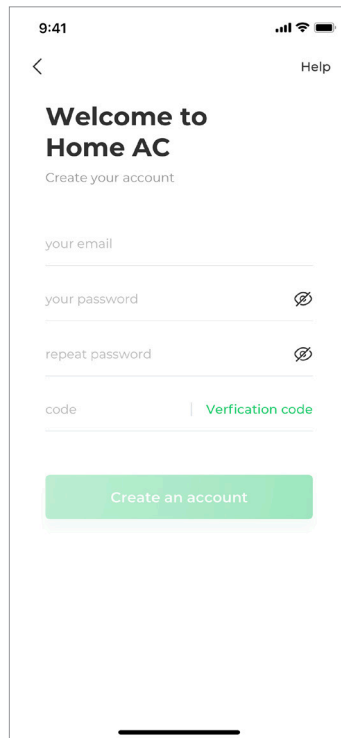 9:41
Help
Welcome to
Home AC
Create your account
your email
your password
repeat password
code
Verfication code
Create an account